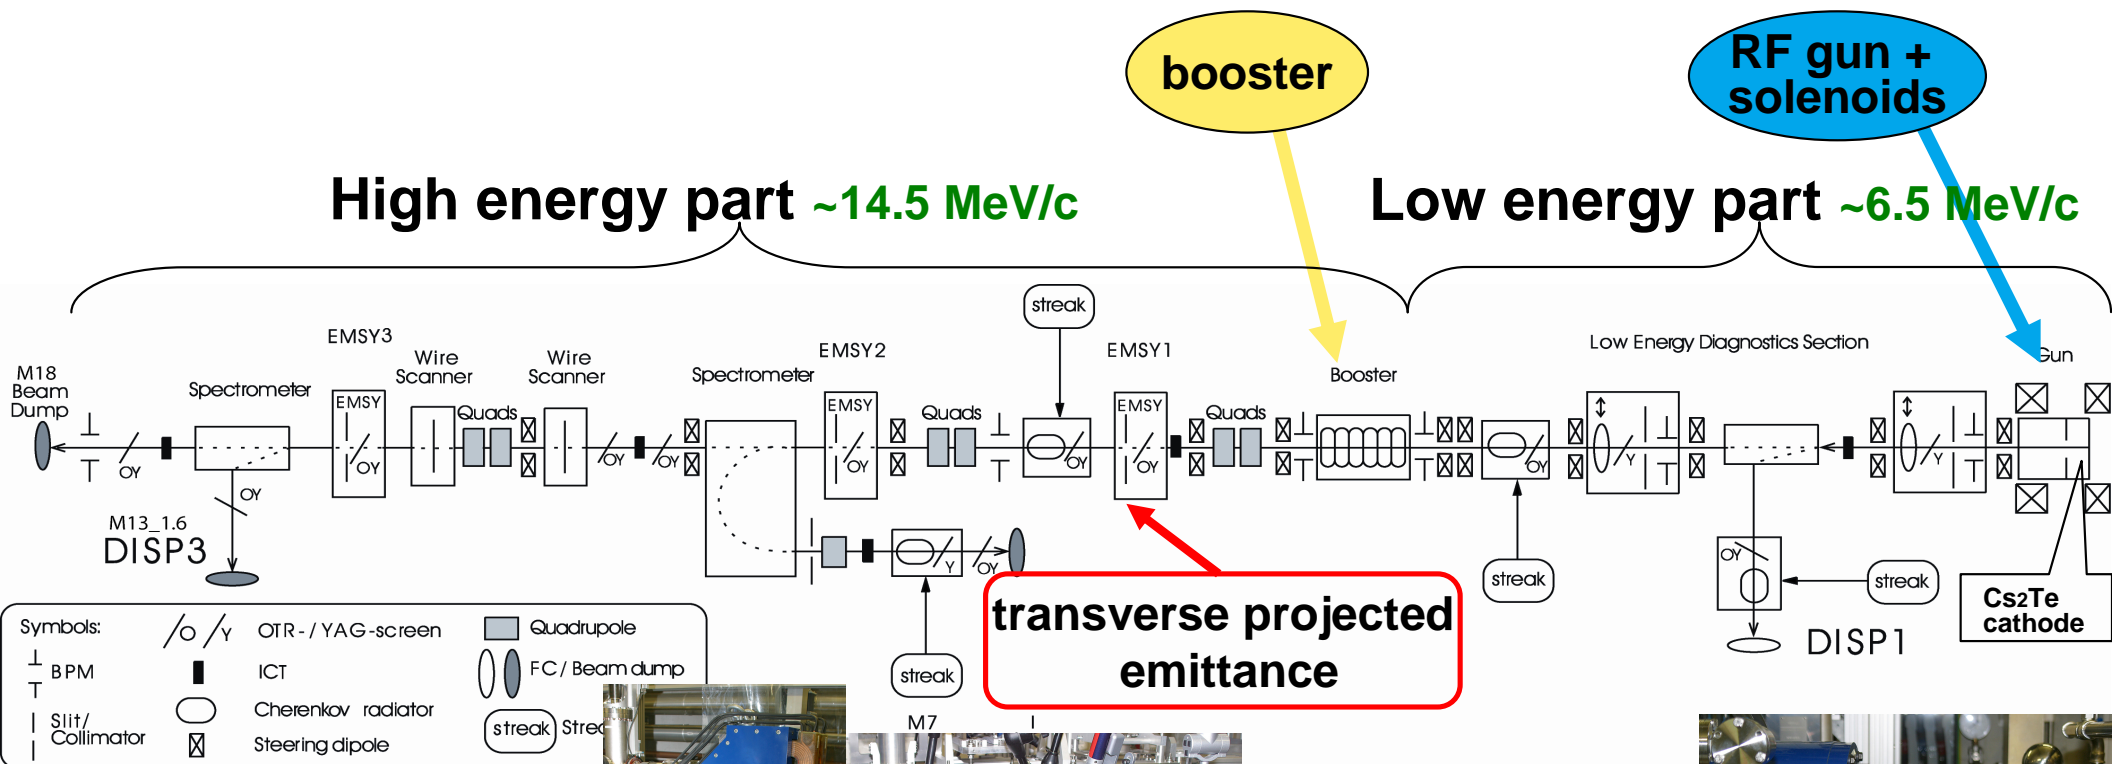 booster
RF gun +
solenoids
High energy part ~14.5 MeV/c
Low energy part ~6.5 MeV/c
streak
EMSY3
Wire
Scanner
Wire
Scanner
EMSY2
EMSY1
Low Energy Diagnostics Section
Gun
M18
Beam
Dump
Spectrometer
Spectrometer
Booster
EMSY
Quads
EMSY
Quads
EMSY
Quads
OY
OY
OY
OY
OY
OY
OY
OY
Y
Y
OY
M13_1.6
DISP3
Y
OY
OY
streak
streak
Cs2Te
cathode
DISP1
transverse projected
emittance
streak
M7
Symbols:
O Y OTR-/YAG-screen
Quadrupole
BPM
ICT
FC/Beam dump
Slit/
Collimator
Cherenkov radiator
Steering dipole
streak